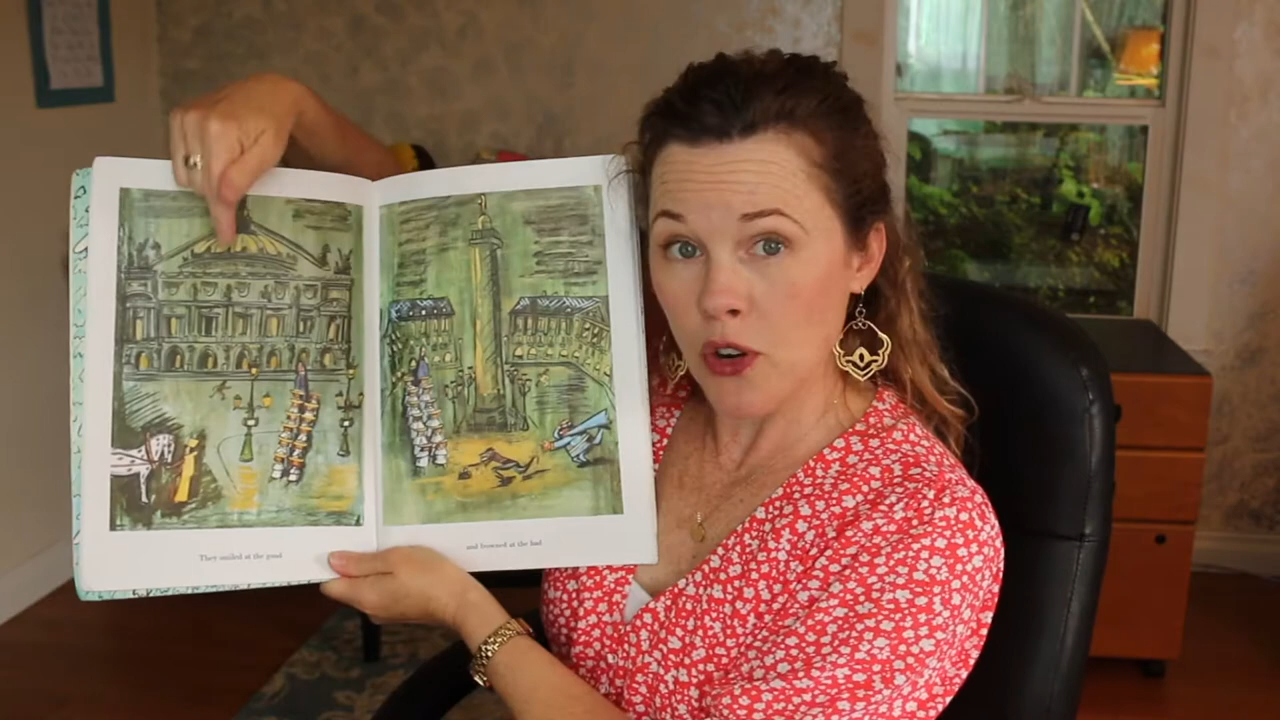 They smiled at the good
and frowned at the bad